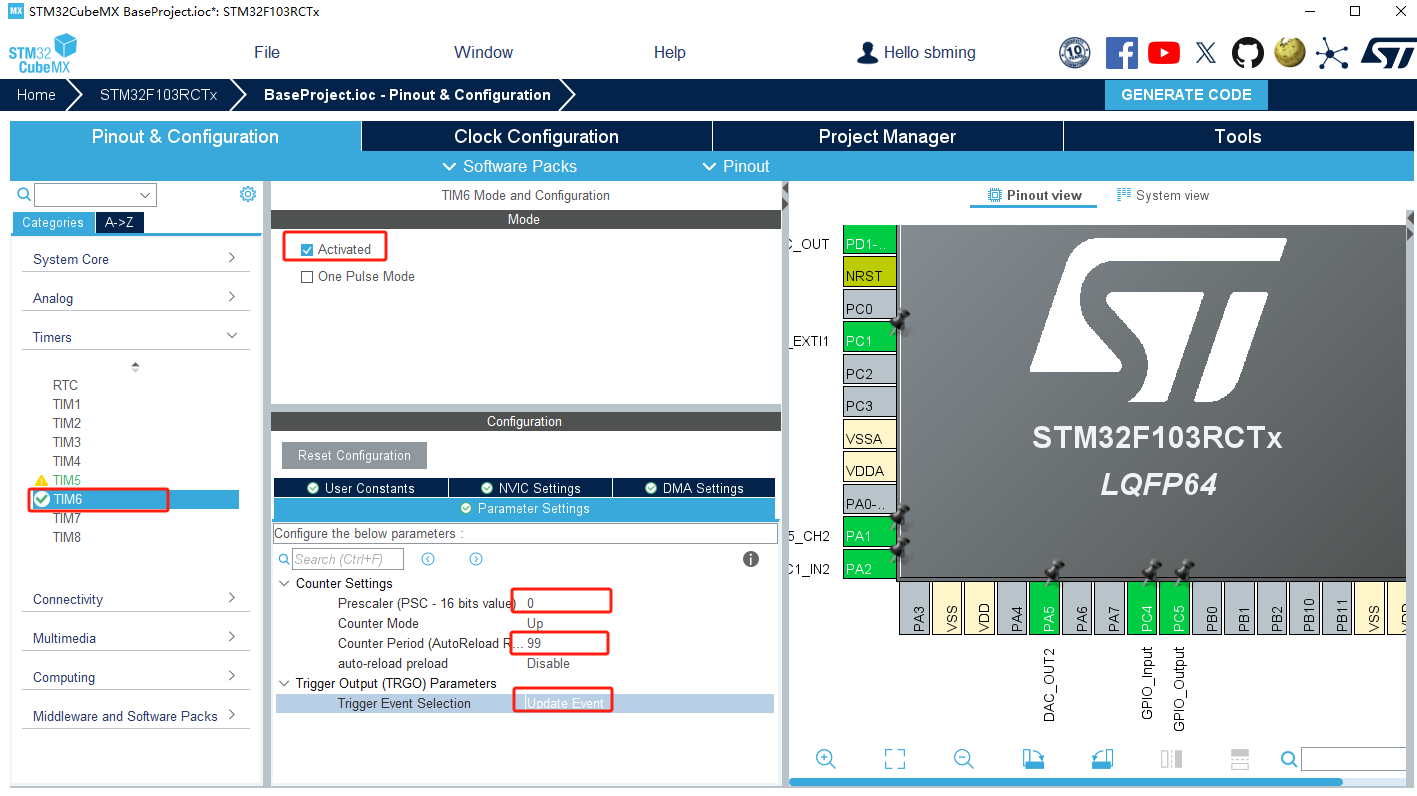 MX STM32CubeMX BaseProject.ioc*: STM32F103RCTx
STM32
CubeMX
File
Window
Help
Hello sbming
10
Home
STM32F103RCTx
BaseProject.ioc - Pinout & Configuration
GENERATE CODE
Pinout & Configuration
Clock Configuration
Project Manager
Tools
Software Packs
Pinout
Categories
A->Z
System Core
Analog
Timers
RTC
TIM1
TIM2
TIM3
TIM4
TIM5
TIM6
TIM7
TIM8
Connectivity
Multimedia
Computing
Middleware and Software Packs
TIM6 Mode and Configuration
Mode
Activated
One Pulse Mode
Configuration
Reset Configuration
User Constants
NVIC Settings
DMA Settings
Parameter Settings
Configure the below parameters :
Search (Ctrl+F)
Counter Settings
Prescaler (PSC - 16 bits value) 0
Counter Mode Up
Counter Period (AutoReload R... 99
auto-reload preload Disable
Trigger Output (TRGO) Parameters
Trigger Event Selection Update Event
Pinout view
System view
C_OUT PD1-..
NRST
PC0
_EXTI1 PC1
PC2
PC3
VSSA
VDDA
PA0-..
5_CH2 PA1
C1_IN2 PA2
STM32F103RCTx
LQFP64
PA3
VSS
VDD
PA4
PA5
PA6
PA7
PC4
PC5
PB0
PB1
PB2
PB10
PB11
VSS
DAC_OUT2
GPIO_Input
GPIO_Output